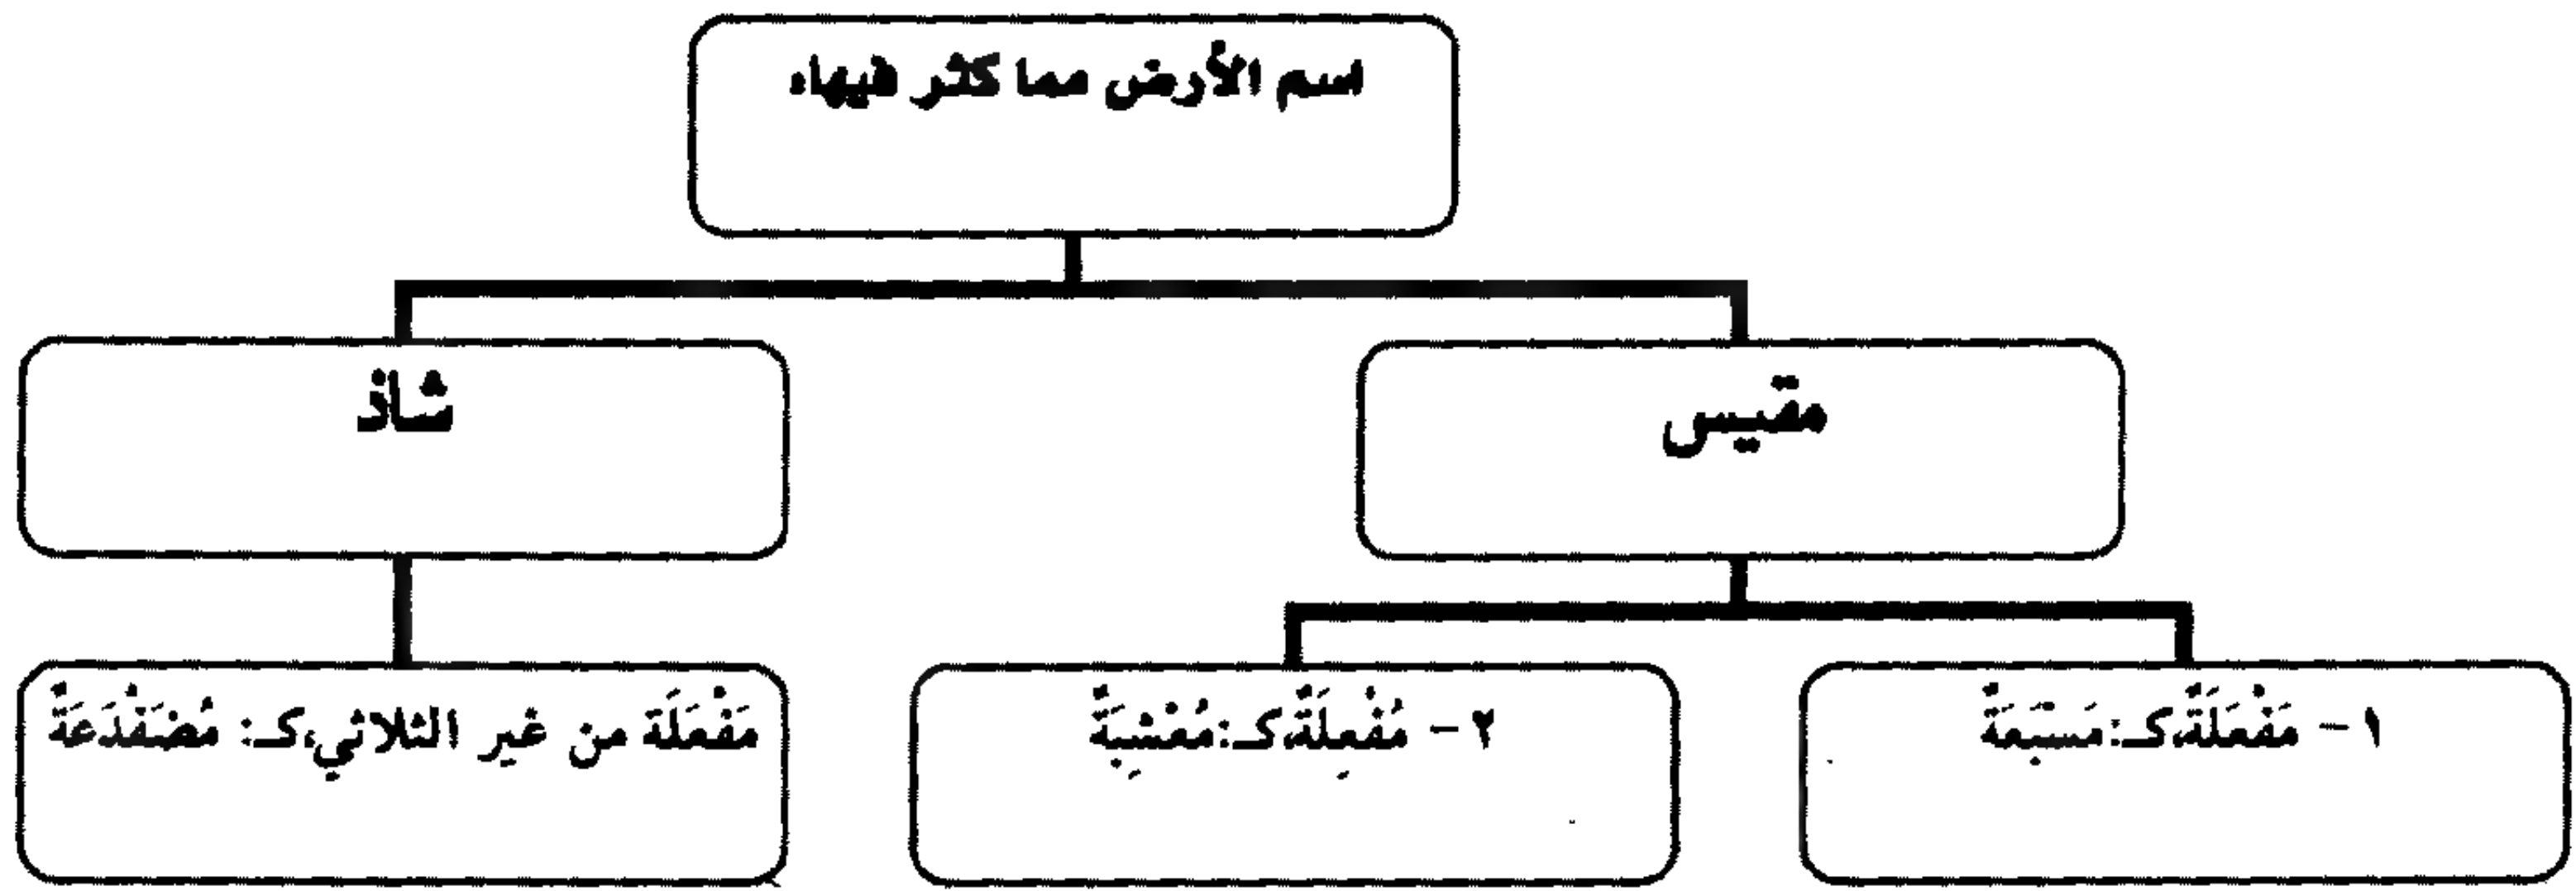 اسم الأرض مما كثر فيها،
مقيس
شاذ
١ - مَفْعَلَةٌ،كـ:مَسْبَعَةٌ
٢ - مُفْعِلَةٌ،كـ:مُعْشِبَةٌ
مَفْعَلَة من غير الثلاثي،كـ: مُضَفْدَعَةٌ